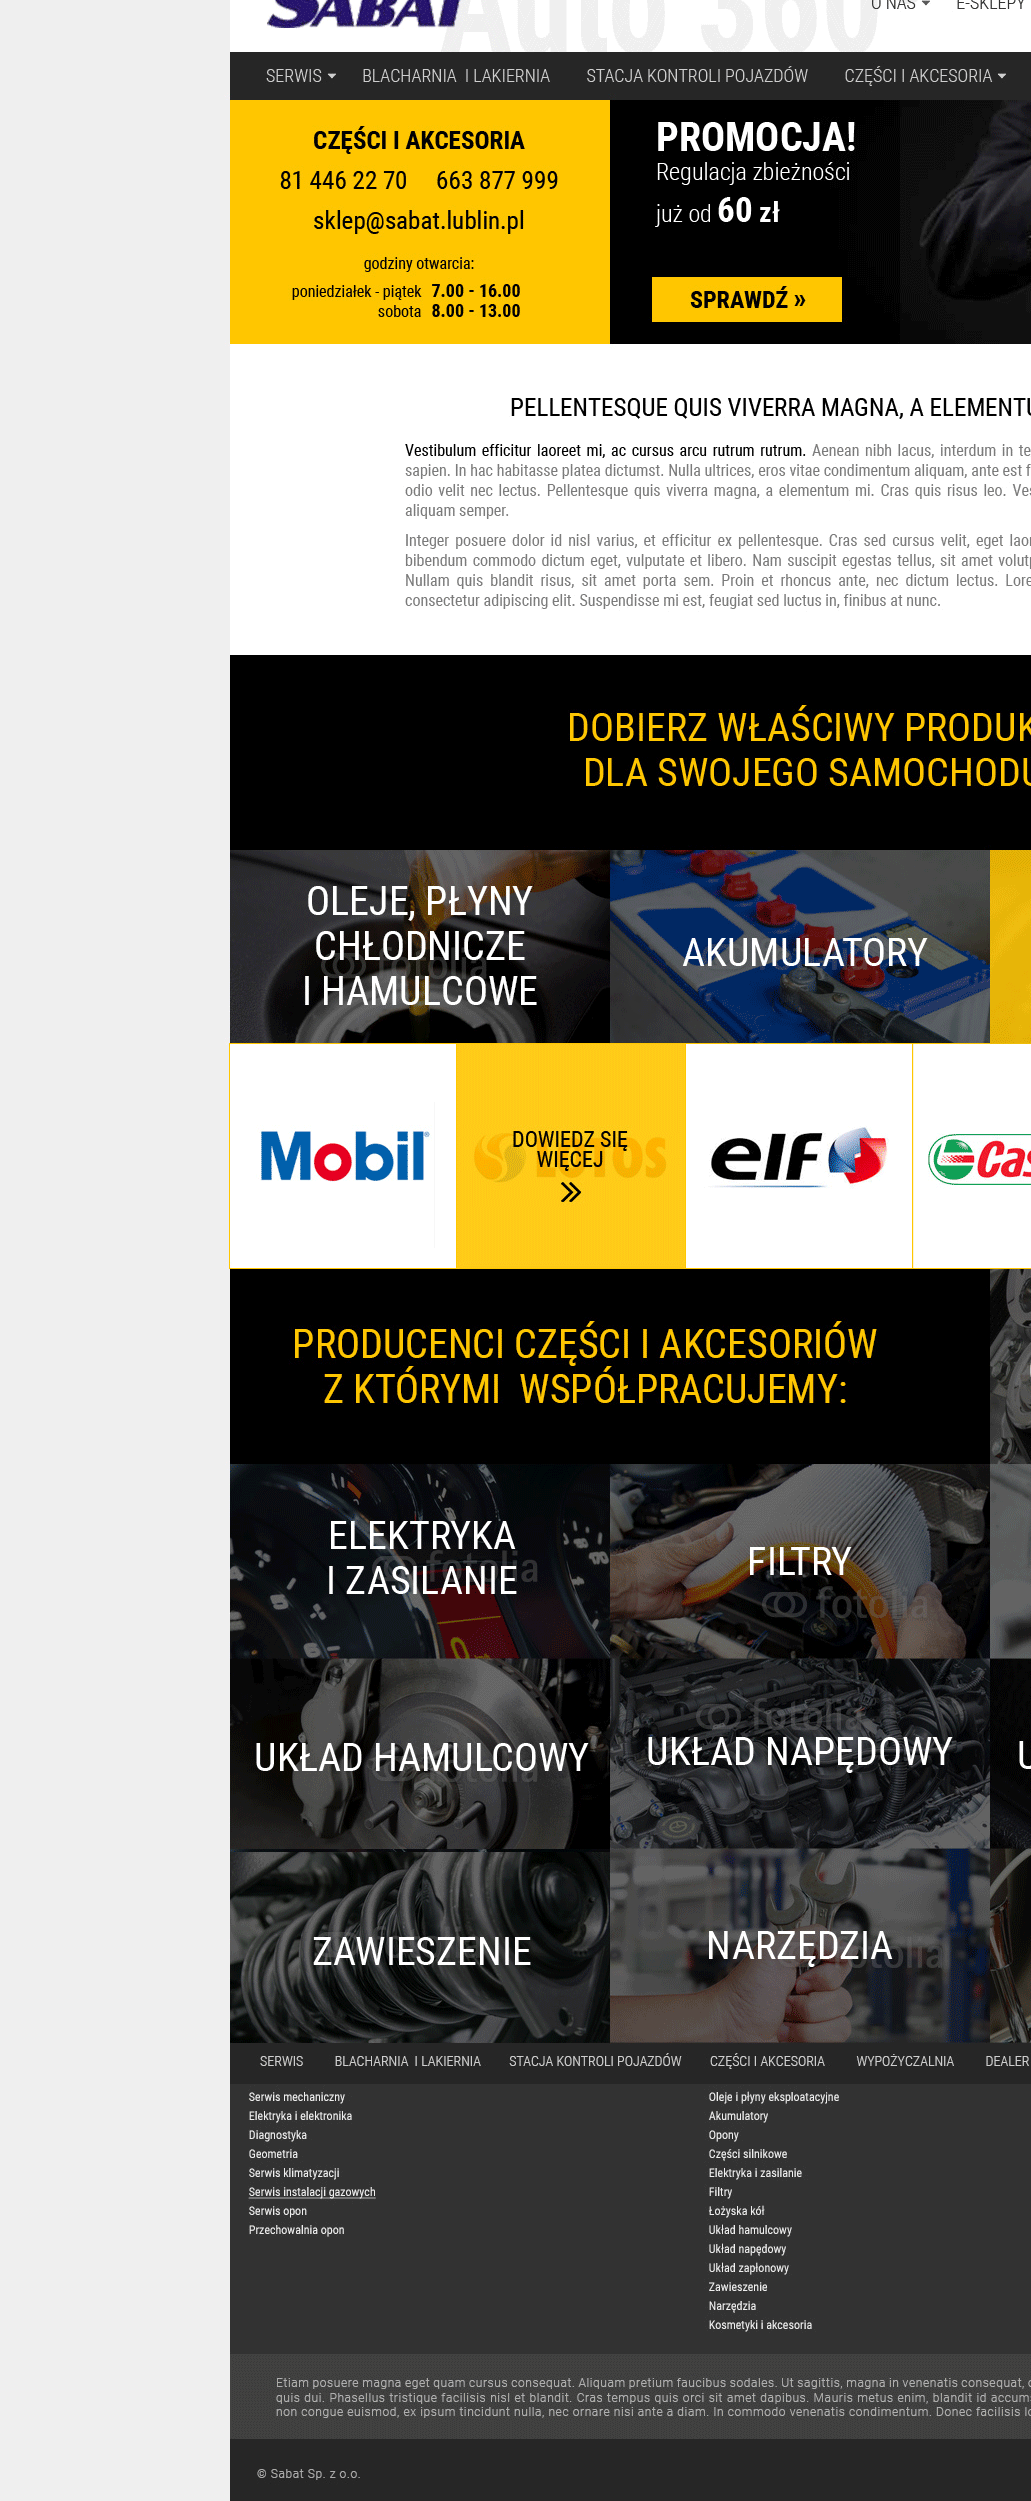 SABAT
Auto 360
O NAS
E-SKLEPY
SERWIS
BLACHARNIA I LAKIERNIA
STACJA KONTROLI POJAZDÓW
CZĘŚCI I AKCESORIA
CZĘŚCI I AKCESORIA
81 446 22 70 663 877 999
sklep@sabat.lublin.pl
godziny otwarcia:
poniedziałek - piątek 7.00 - 16.00
sobota 8.00 - 13.00
PROMOCJA!
Regulacja zbieżności
już od 60 zł
SPRAWDŹ »
PELLENTESQUE QUIS VIVERRA MAGNA, A ELEMENTU
Vestibulum efficitur laoreet mi, ac cursus arcu rutrum rutrum. Aenean nibh lacus, interdum in te
sapien. In hac habitasse platea dictumst. Nulla ultrices, eros vitae condimentum aliquam, ante est f
odio velit nec lectus. Pellentesque quis viverra magna, a elementum mi. Cras quis risus leo. Ves
aliquam semper.
Integer posuere dolor id nisl varius, et efficitur ex pellentesque. Cras sed cursus velit, eget laor
bibendum commodo dictum eget, vulputate et libero. Nam suscipit egestas tellus, sit amet volutp
Nullam quis blandit risus, sit amet porta sem. Proin et rhoncus ante, nec dictum lectus. Lore
consectetur adipiscing elit. Suspendisse mi est, feugiat sed luctus in, finibus at nunc.
DOBIERZ WŁAŚCIWY PRODUK
DLA SWOJEGO SAMOCHODU
OLEJE, PŁYNY
CHŁODNICZE
I HAMULCOWE
AKUMULATORY
Mobil
DOWIEDZ SIĘ
WIĘCEJ
elf
Cas
PRODUCENCI CZĘŚCI I AKCESORIÓW
Z KTÓRYMI WSPÓŁPRACUJEMY:
ELEKTRYKA
I ZASILANIE
fotolia
FILTRY
fotolia
UKŁAD HAMULCOWY
UKŁAD NAPĘDOWY
fotolia
U
ZAWIESZENIE
NARZĘDZIA
SERWIS
BLACHARNIA I LAKIERNIA
STACJA KONTROLI POJAZDÓW
CZĘŚCI I AKCESORIA
WYPOŻYCZALNIA
DEALER
Serwis mechaniczny
Elektryka i elektronika
Diagnostyka
Geometria
Serwis klimatyzacji
Serwis instalacji gazowych
Serwis opon
Przechowalnia opon
Oleje i płyny eksploatacyjne
Akumulatory
Opony
Części silnikowe
Elektryka i zasilanie
Filtry
Łożyska kół
Układ hamulcowy
Układ napędowy
Układ zapłonowy
Zawieszenie
Narzędzia
Kosmetyki i akcesoria
Etiam posuere magna eget quam cursus consequat. Aliquam pretium faucibus sodales. Ut sagittis, magna in venenatis consequat,
quis dui. Phasellus tristique facilisis nisl et blandit. Cras tempus quis orci sit amet dapibus. Mauris metus enim, blandit id accum
non congue euismod, ex ipsum tincidunt nulla, nec ornare nisi ante a diam. In commodo venenatis condimentum. Donec facilisis lo
© Sabat Sp. z o.o.